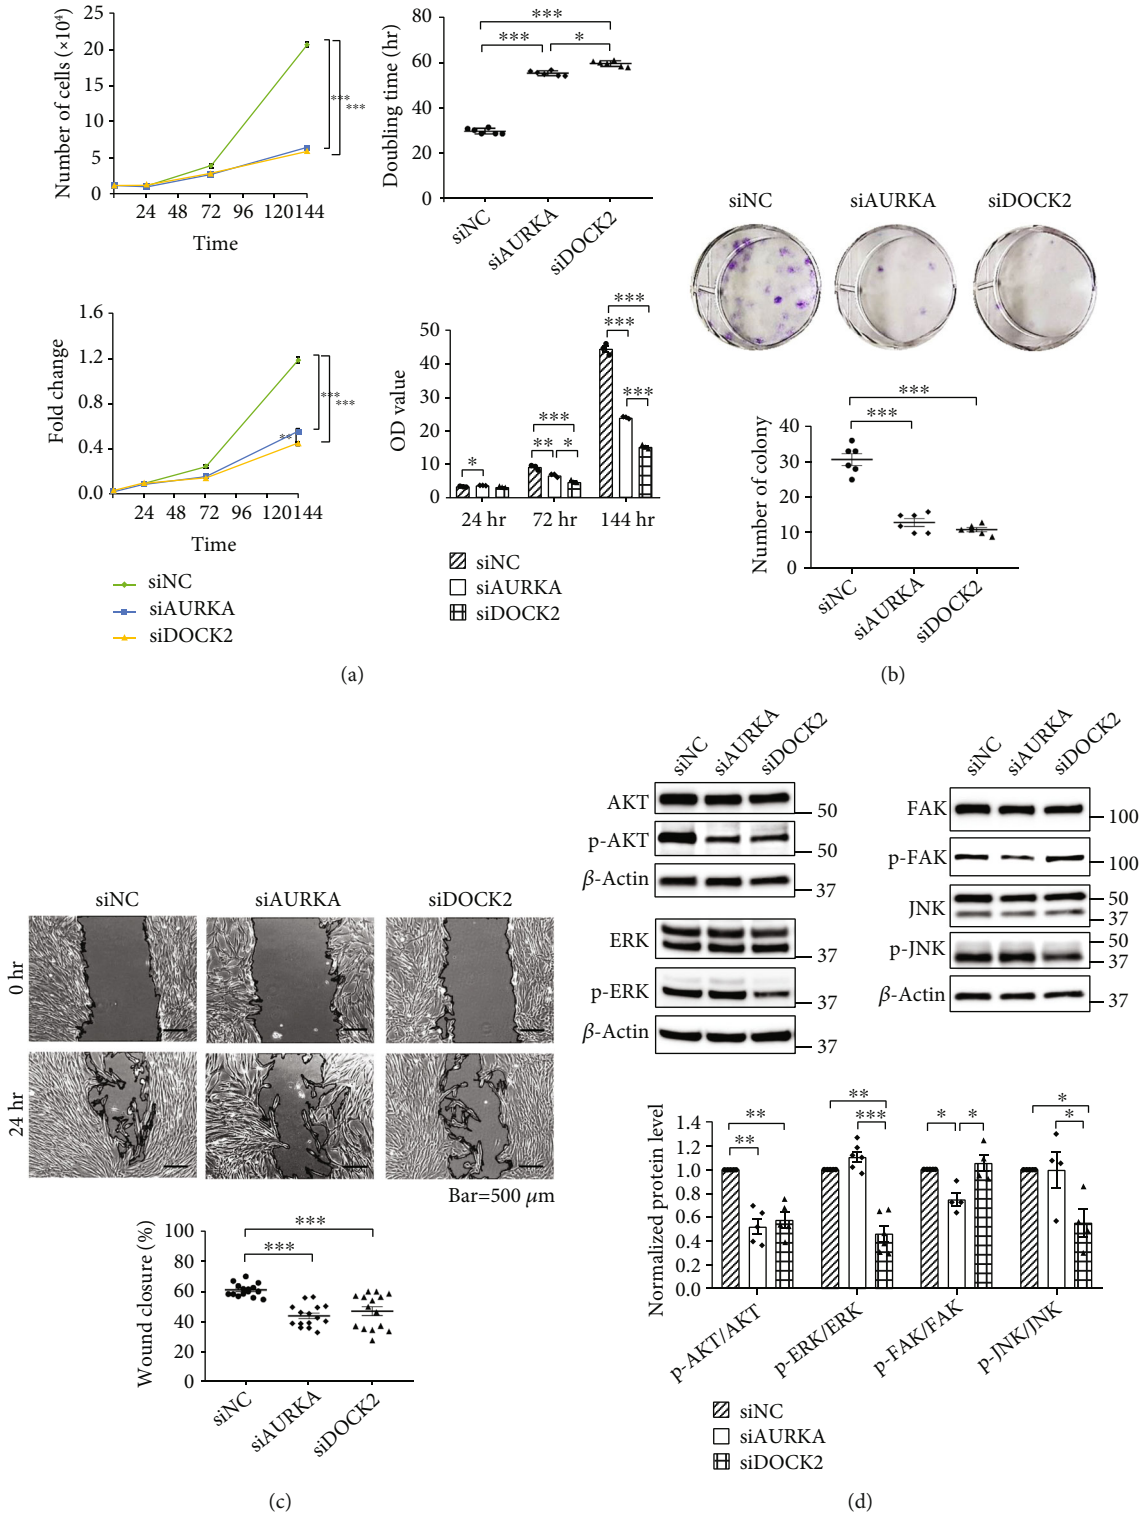 Number of cells (×10⁴)
25
20
15
10
5
0
24 48 72 96 120 144
Time
***
***
Doubling time (hr)
80
60
40
20
0
***
*** *
siNC
siAURKA
siDOCK2
Fold change
1.6
1.2
0.8
0.4
0.0
24 48 72 96 120 144
Time
***
***
**
siNC
siAURKA
siDOCK2
OD value
50
40
30
20
10
0
*
***
** *
***
***
***
24 hr 72 hr 144 hr
siNC
siAURKA
siDOCK2
(a)
siNC siAURKA siDOCK2
Number of colony
40
30
20
10
0
***
***
siNC
siAURKA
siDOCK2
(b)
siNC siAURKA siDOCK2
0 hr
24 hr
Bar=500 μm
Wound closure (%)
100
80
60
40
20
0
***
***
siNC
siAURKA
siDOCK2
(c)
siNC siAURKA siDOCK2
AKT 50
p-AKT 50
β-Actin 37
ERK 37
p-ERK 37
β-Actin 37
siNC siAURKA siDOCK2
FAK 100
p-FAK 100
JNK 50
37
p-JNK 50
37
β-Actin 37
Normalized protein level
1.4
1.2
1.0
0.8
0.6
0.4
0.2
0.0
**
**
**
***
* *
*
*
p-AKT/AKT
p-ERK/ERK
p-FAK/FAK
p-JNK/JNK
siNC
siAURKA
siDOCK2
(d)